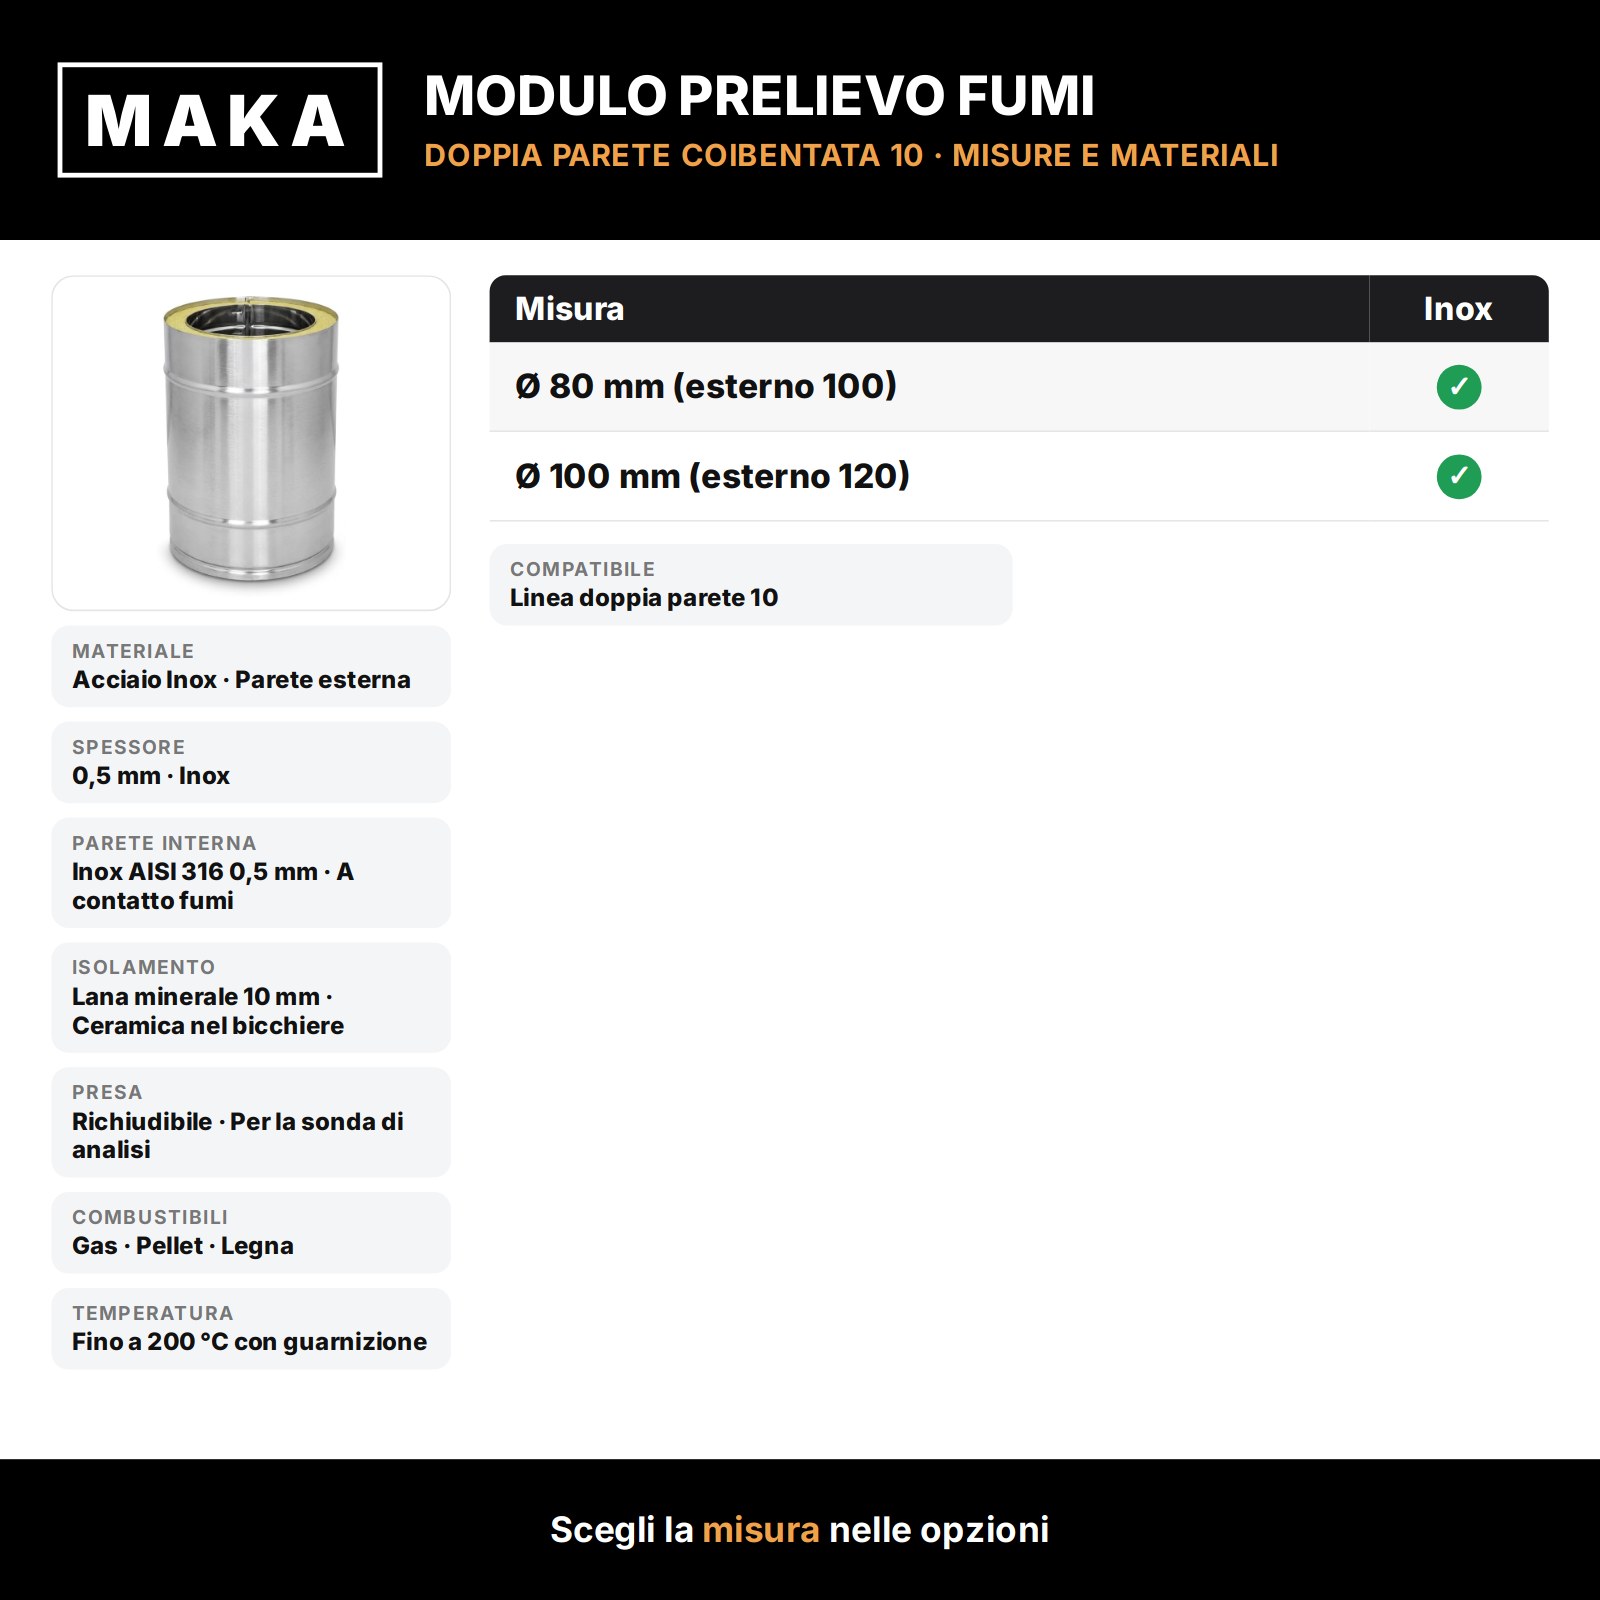 MAKA
MODULO PRELIEVO FUMI
DOPPIA PARETE COIBENTATA 10 · MISURE E MATERIALI
Misura Inox
Ø 80 mm (esterno 100) ✓
Ø 100 mm (esterno 120) ✓
COMPATIBILE
Linea doppia parete 10
MATERIALE
Acciaio Inox · Parete esterna
SPESSORE
0,5 mm · Inox
PARETE INTERNA
Inox AISI 316 0,5 mm · A
contatto fumi
ISOLAMENTO
Lana minerale 10 mm ·
Ceramica nel bicchiere
PRESA
Richiudibile · Per la sonda di
analisi
COMBUSTIBILI
Gas · Pellet · Legna
TEMPERATURA
Fino a 200 °C con guarnizione
Scegli la misura nelle opzioni